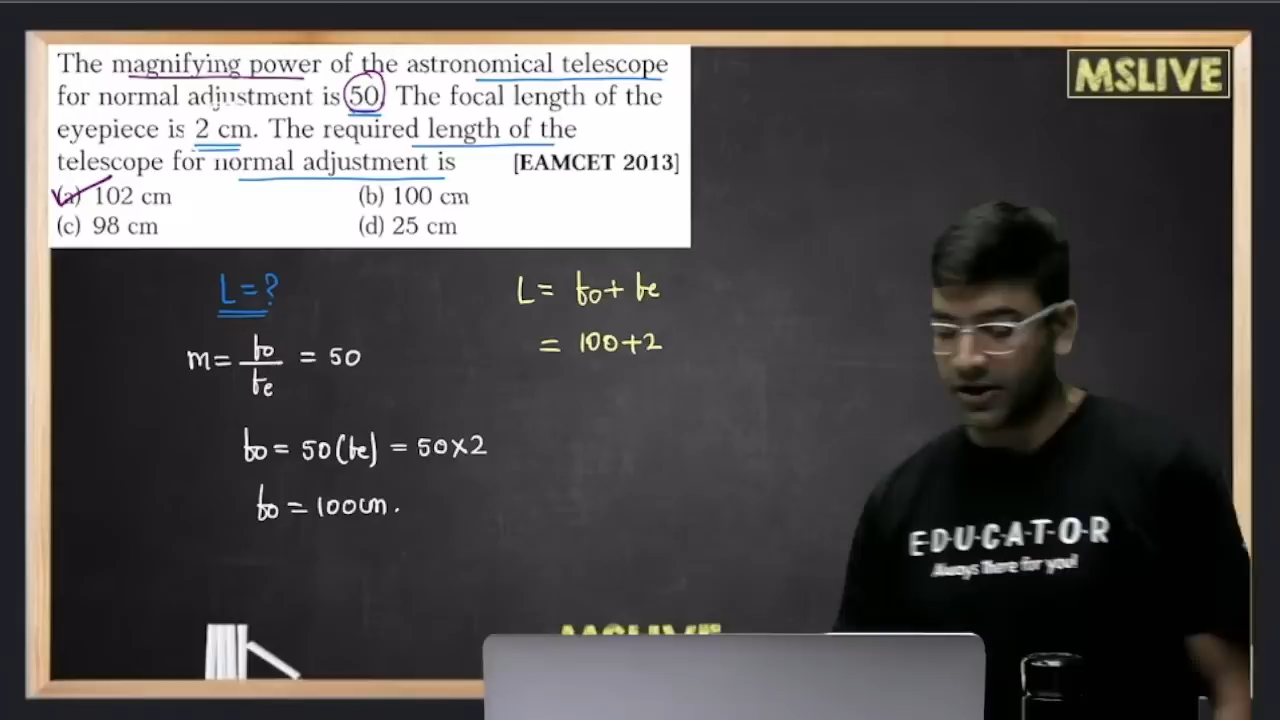 The magnifying power of the astronomical telescope
for normal adjustment is 50. The focal length of the
eyepiece is 2 cm. The required length of the
telescope for normal adjustment is [EAMCET 2013]
(a) 102 cm (b) 100 cm
(c) 98 cm (d) 25 cm
MSLIVE
L = ?
L = fo + fe
= 100 + 2
m = fo/fe = 50
fo = 50(fe) = 50 × 2
fo = 100cm.
E·D·U·C·A·T·O·R
Always There for you!
MSLIVE